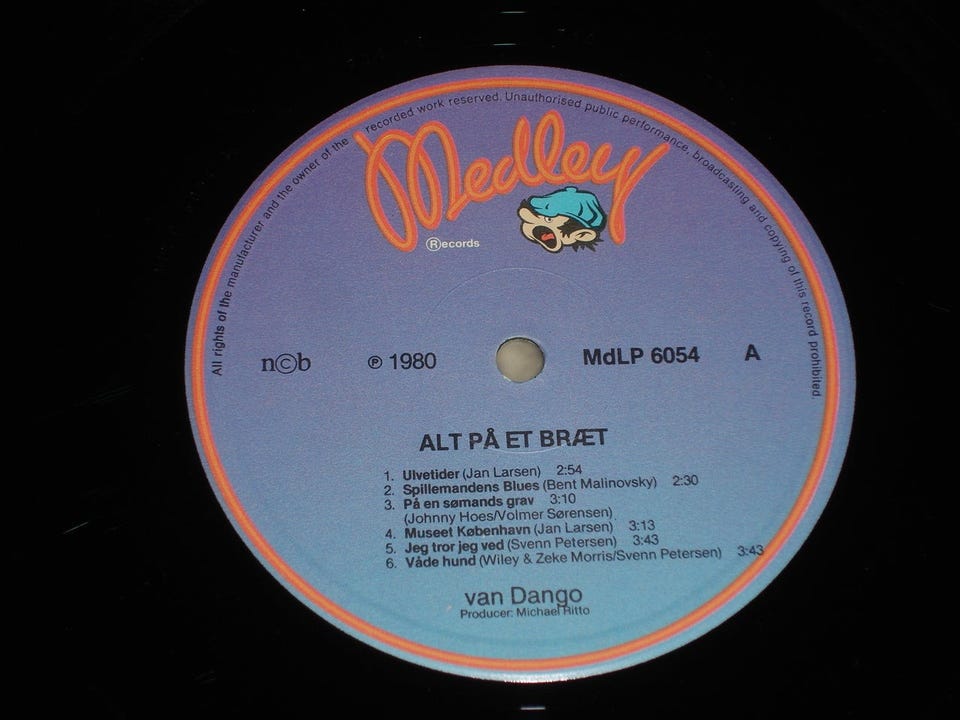 All rights of the manufacturer and the owner of the recorded work reserved. Unauthorised public performance, broadcasting and copying of this record prohibited.
Medley
Ⓡecords
n©b ℗ 1980 MdLP 6054 A
ALT PÅ ET BRÆT
1. Ulvetider (Jan Larsen) 2:54
2. Spillemandens Blues (Bent Malinovsky) 2:30
3. På en sømands grav 3:10
(Johnny Hoes/Volmer Sørensen)
4. Museet København (Jan Larsen) 3:13
5. Jeg tror jeg ved (Svenn Petersen) 3:43
6. Våde hund (Wiley & Zeke Morris/Svenn Petersen) 3:43
van Dango
Producer: Michael Ritto